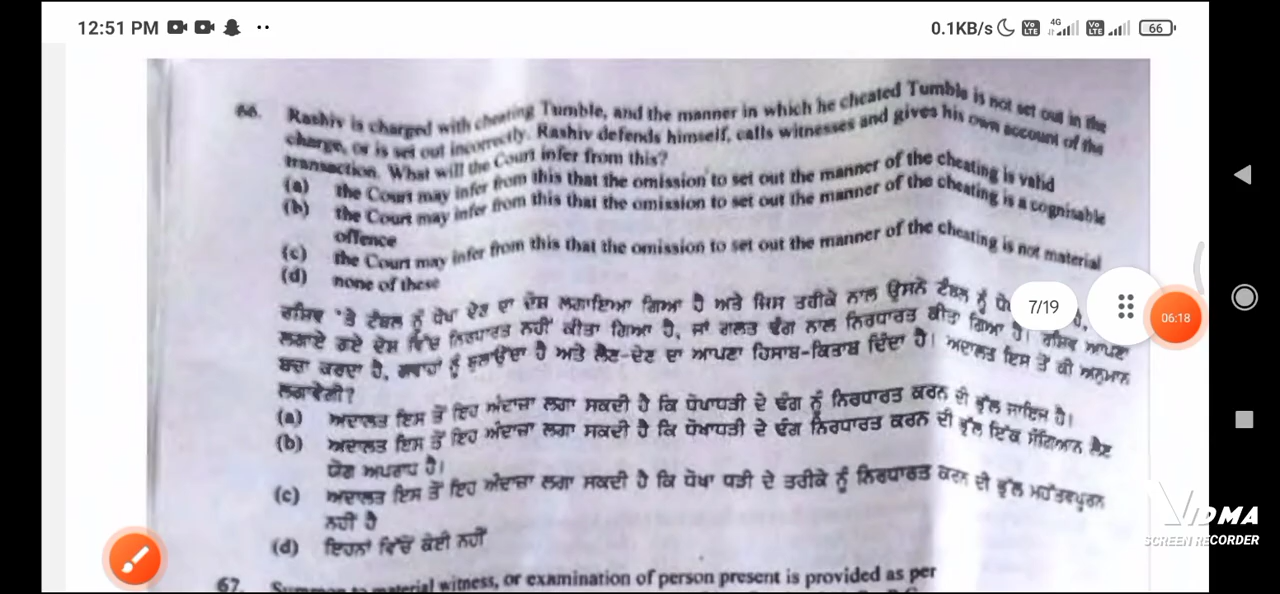 12:51 PM ··
0.1KB/s Vo LTE 4G Vo LTE 66
66. Rashiv is charged with cheating Tumble, and the manner in which he cheated Tumble is not set out in the
charge, or is set out incorrectly. Rashiv defends himself, calls witnesses and gives his own account of the
transaction. What will the Court infer from this?
(a) the Court may infer from this that the omission to set out the manner of the cheating is valid
(b) the Court may infer from this that the omission to set out the manner of the cheating is a cognisable
offence
(c) the Court may infer from this that the omission to set out the manner of the cheating is not material
(d) none of these
ਰਸ਼ਿਵ 'ਤੇ ਟੰਬਲ ਨੂੰ ਧੋਖਾ ਦੇਣ ਦਾ ਦੋਸ਼ ਲਗਾਇਆ ਗਿਆ ਹੈ ਅਤੇ ਜਿਸ ਤਰੀਕੇ ਨਾਲ ਉਸਨੇ ਟੰਬਲ ਨੂੰ
ਲਗਾਏ ਗਏ ਦੋਸ਼ ਵਿੱਚ ਨਿਰਧਾਰਤ ਨਹੀਂ ਕੀਤਾ ਗਿਆ ਹੈ, ਜਾਂ ਗਲਤ ਢੰਗ ਨਾਲ ਨਿਰਧਾਰਤ ਕੀਤਾ ਗਿਆ ਹੈ। ਰਸ਼ਿਵ ਆਪਣਾ
ਬਚਾ ਕਰਦਾ ਹੈ, ਗਵਾਹਾਂ ਨੂੰ ਬੁਲਾਉਂਦਾ ਹੈ ਅਤੇ ਲੈਣ-ਦੇਣ ਦਾ ਆਪਣਾ ਹਿਸਾਬ-ਕਿਤਾਬ ਦਿੰਦਾ ਹੈ। ਅਦਾਲਤ ਇਸ ਤੋਂ ਕੀ ਅਨੁਮਾਨ
ਲਗਾਵੇਗੀ?
(a) ਅਦਾਲਤ ਇਸ ਤੋਂ ਇਹ ਅੰਦਾਜ਼ਾ ਲਗਾ ਸਕਦੀ ਹੈ ਕਿ ਧੋਖਾਧੜੀ ਦੇ ਢੰਗ ਨੂੰ ਨਿਰਧਾਰਤ ਕਰਨ ਦੀ ਭੁੱਲ ਜਾਇਜ਼ ਹੈ।
(b) ਅਦਾਲਤ ਇਸ ਤੋਂ ਇਹ ਅੰਦਾਜ਼ਾ ਲਗਾ ਸਕਦੀ ਹੈ ਕਿ ਧੋਖਾਧੜੀ ਦੇ ਢੰਗ ਨਿਰਧਾਰਤ ਕਰਨ ਦੀ ਭੁੱਲ ਇੱਕ ਸੰਗਿਆਨ ਲੈਣ
ਯੋਗ ਅਪਰਾਧ ਹੈ।
(c) ਅਦਾਲਤ ਇਸ ਤੋਂ ਇਹ ਅੰਦਾਜ਼ਾ ਲਗਾ ਸਕਦੀ ਹੈ ਕਿ ਧੋਖਾ ਧੜੀ ਦੇ ਤਰੀਕੇ ਨੂੰ ਨਿਰਧਾਰਤ ਕਰਨ ਦੀ ਭੁੱਲ ਮਹੱਤਵਪੂਰਨ
ਨਹੀਂ ਹੈ
(d) ਇਹਨਾਂ ਵਿੱਚੋਂ ਕੋਈ ਨਹੀਂ
67. Summon to material witness, or examination of person present is provided as per
7/19
06:18
VDMA
SCREEN RECORDER